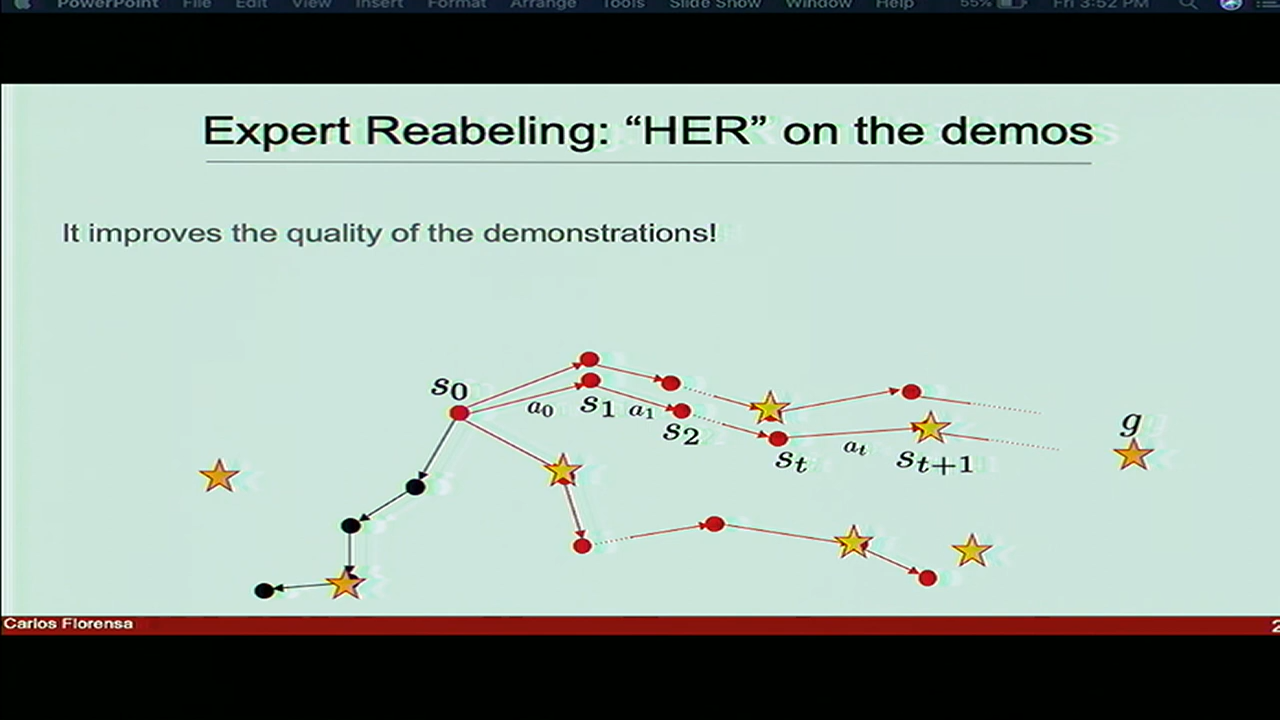 PowerPoint File Edit View Insert Format Arrange Tools Slide Show Window Help 55% Fri 3:52 PM
Expert Reabeling: “HER” on the demos
It improves the quality of the demonstrations!
s0
a0
s1
a1
s2
st
at
st+1
g
Carlos Florensa
2